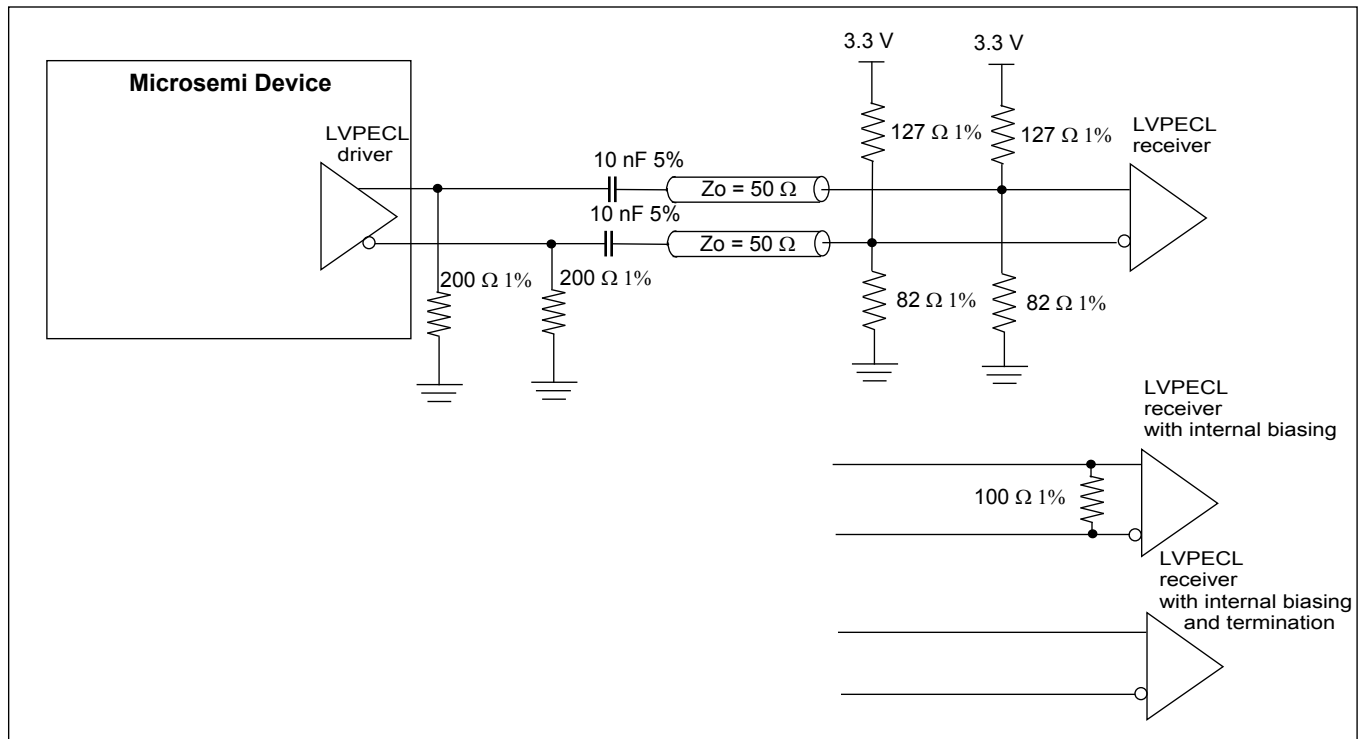 3.3 V
3.3 V
Microsemi Device
LVPECL
driver
127 Ω 1%
127 Ω 1%
LVPECL
receiver
10 nF 5%
Zo = 50 Ω
10 nF 5%
Zo = 50 Ω
200 Ω 1%
200 Ω 1%
82 Ω 1%
82 Ω 1%
LVPECL
receiver
with internal biasing
100 Ω 1%
LVPECL
receiver
with internal biasing
and termination